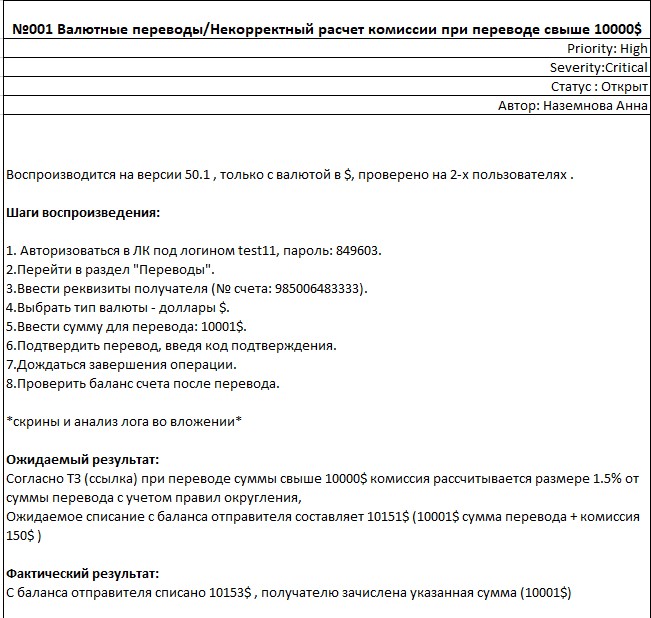 №001 Валютные переводы/Некорректный расчет комиссии при переводе свыше 10000$
Priority: High
Severity:Critical
Статус : Открыт
Автор: Наземнова Анна
Воспроизводится на версии 50.1 , только с валютой в $, проверено на 2-х пользователях .
Шаги воспроизведения:
1. Авторизоваться в ЛК под логином test11, пароль: 849603.
2.Перейти в раздел "Переводы".
3.Ввести реквизиты получателя (№ счета: 985006483333).
4.Выбрать тип валюты - доллары $.
5.Ввести сумму для перевода: 10001$.
6.Подтвердить перевод, введя код подтверждения.
7.Дождаться завершения операции.
8.Проверить баланс счета после перевода.
*скрины и анализ лога во вложении*
Ожидаемый результат:
Согласно ТЗ (ссылка) при переводе суммы свыше 10000$ комиссия рассчитывается размере 1.5% от
суммы перевода с учетом правил округления,
Ожидаемое списание с баланса отправителя составляет 10151$ (10001$ сумма перевода + комиссия
150$ )
Фактический результат:
С баланса отправителя списано 10153$ , получателю зачислена указанная сумма (10001$)